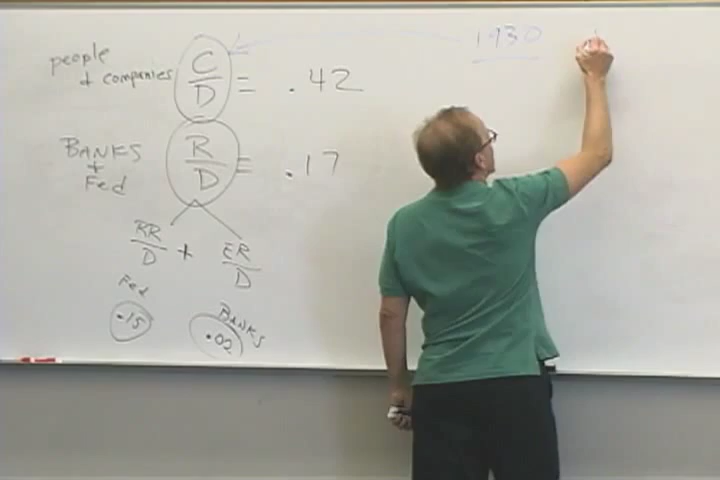 1930
people
+ companies
C
D
= .42
BANKS
+
Fed
R
D
= .17
RR
D
+
ER
D
Fed
.15
BANKS
.02